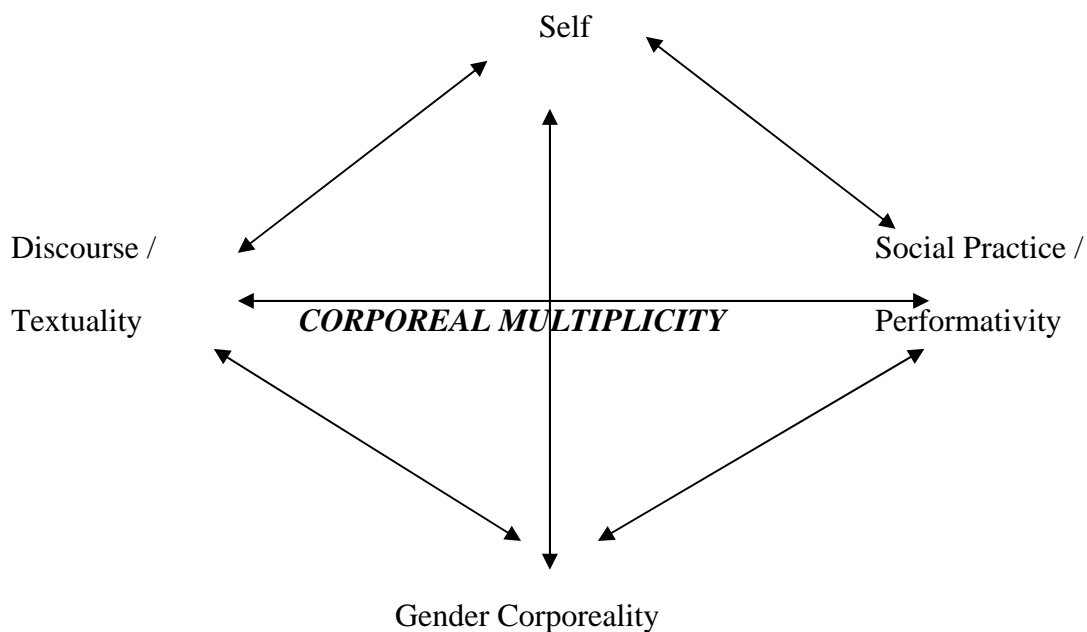 Self
Discourse /
Textuality
CORPOREAL MULTIPLICITY
Social Practice /
Performativity
Gender Corporeality